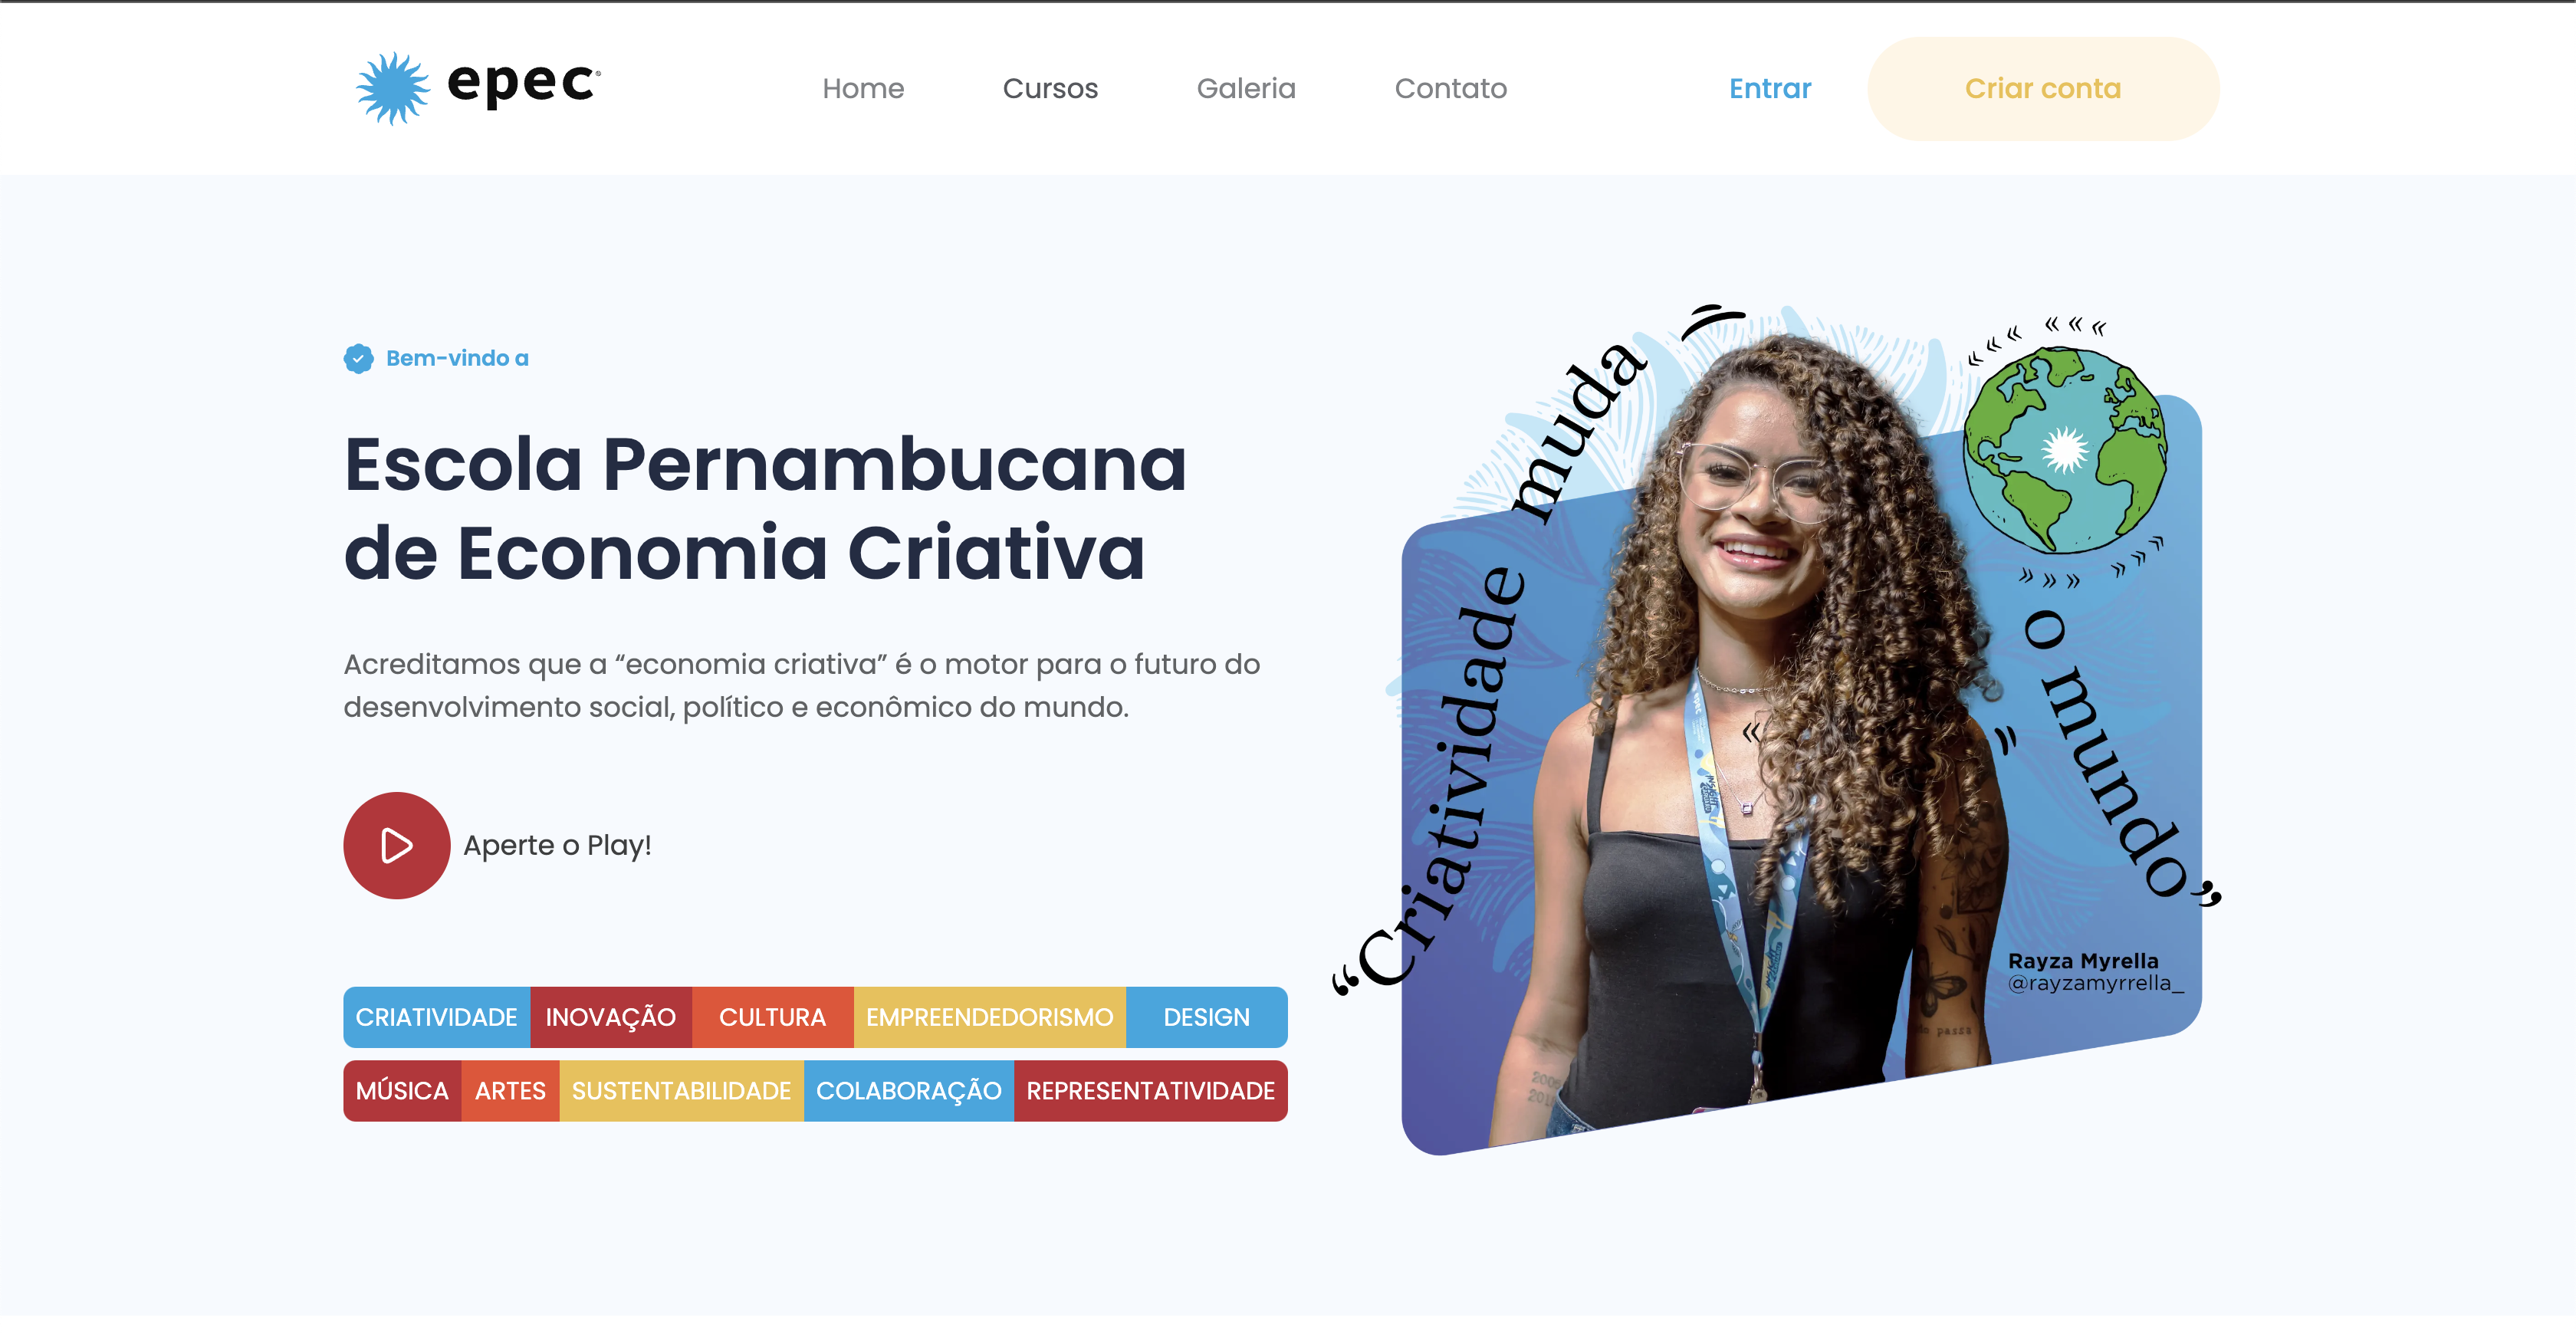 epec
Home
Cursos
Galeria
Contato
Entrar
Criar conta
Bem-vindo a
Escola Pernambucana
de Economia Criativa
Acreditamos que a “economia criativa” é o motor para o futuro do
desenvolvimento social, político e econômico do mundo.
Aperte o Play!
CRIATIVIDADE
INOVAÇÃO
CULTURA
EMPREENDEDORISMO
DESIGN
MÚSICA
ARTES
SUSTENTABILIDADE
COLABORAÇÃO
REPRESENTATIVIDADE
“Criatividade muda
o mundo”
Rayza Myrella
@rayzamyrrella_
passa